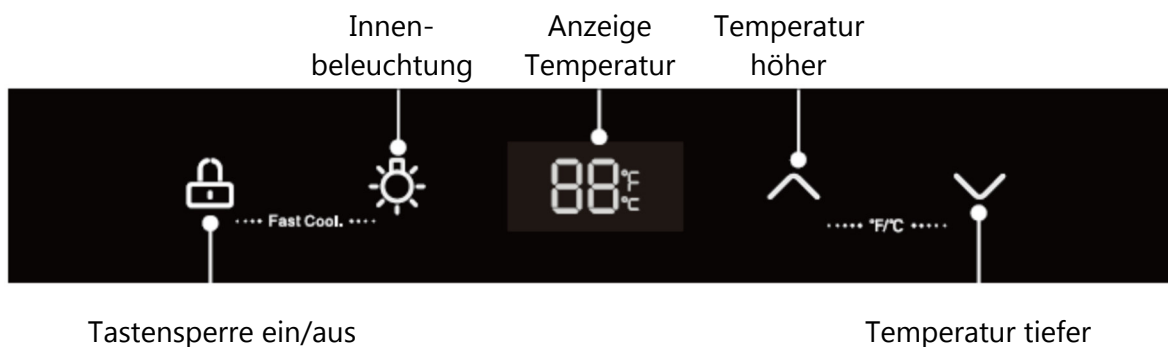 Innen-
beleuchtung
Anzeige
Temperatur
Temperatur
höher
88 °F
°C
···· Fast Cool. ····
····· °F/°C ·····
Tastensperre ein/aus
Temperatur tiefer